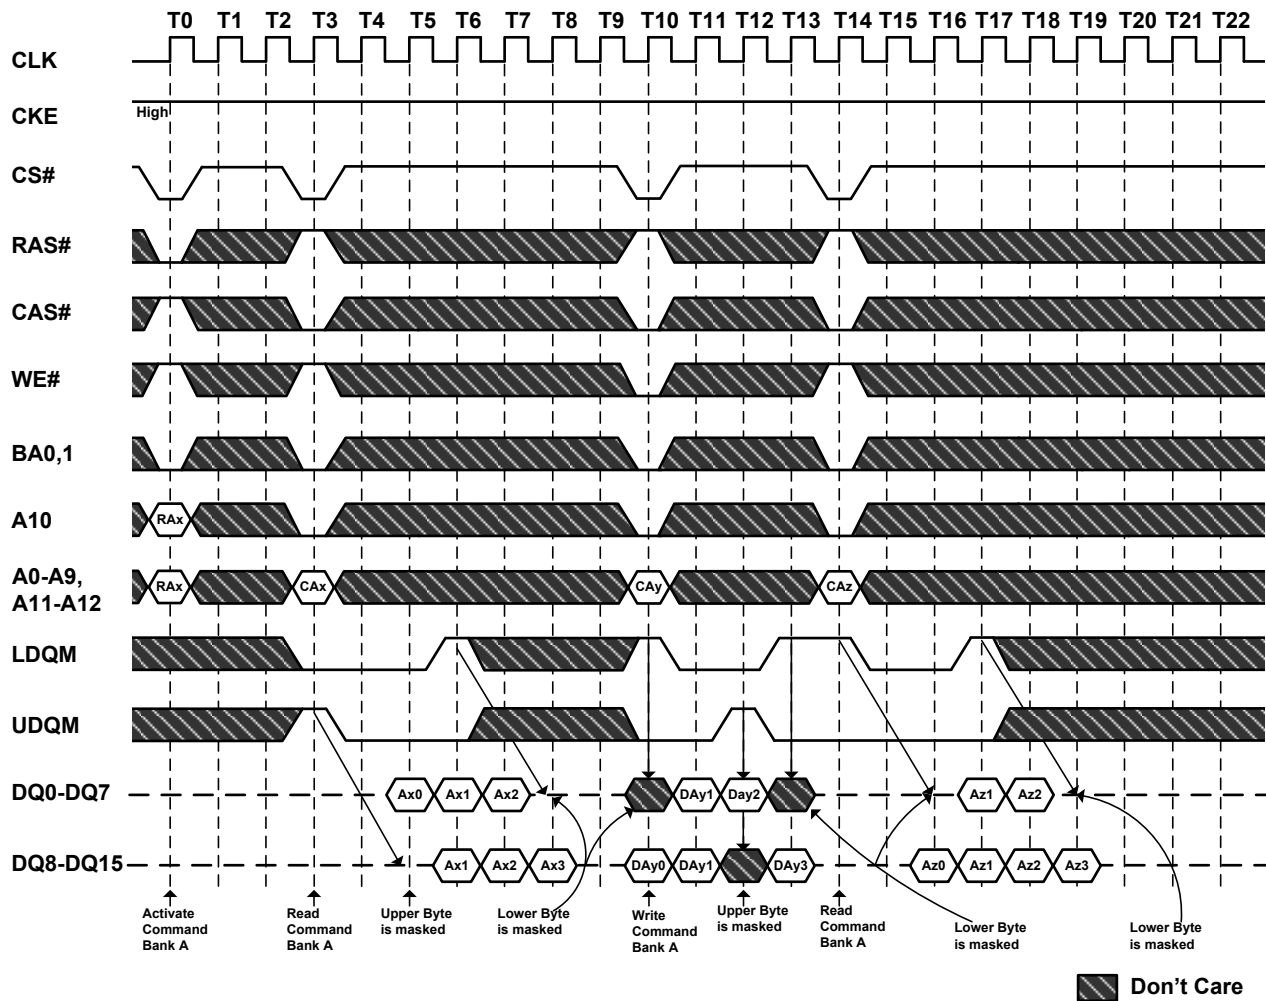 T0 T1 T2 T3 T4 T5 T6 T7 T8 T9 T10 T11 T12 T13 T14 T15 T16 T17 T18 T19 T20 T21 T22
CLK
CKE High
CS#
RAS#
CAS#
WE#
BA0,1
A10 RAx
A0-A9,
A11-A12 RAx CAx CAy CAz
LDQM
UDQM
DQ0-DQ7 Ax0 Ax1 Ax2 DAy1 Day2 Az1 Az2
DQ8-DQ15 Ax1 Ax2 Ax3 DAy0 DAy1 DAy3 Az0 Az1 Az2 Az3
Activate
Command
Bank A
Read
Command
Bank A
Upper Byte
is masked
Lower Byte
is masked
Write
Command
Bank A
Upper Byte
is masked
Read
Command
Bank A
Lower Byte
is masked
Lower Byte
is masked
Don't Care